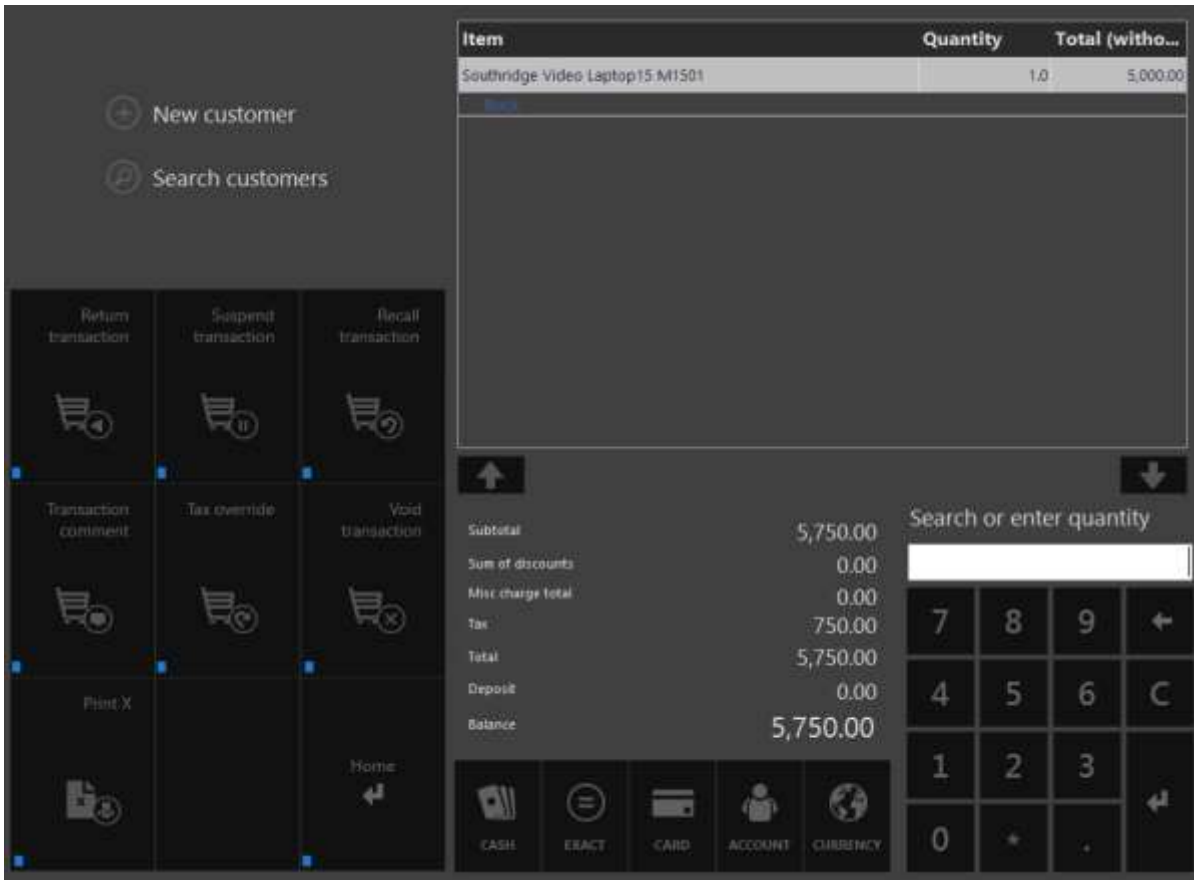 Item Quantity Total (witho...
Southridge Video Laptop15 M1501 1.0 5,000.00
New customer
Search customers
Return transaction
Suspend transaction
Recall transaction
Transaction comment
Tax override
Void transaction
Print X
Home
Subtotal 5,750.00
Sum of discounts 0.00
Misc charge total 0.00
Tax 750.00
Total 5,750.00
Deposit 0.00
Balance 5,750.00
CASH EXACT CARD ACCOUNT CURRENCY
Search or enter quantity
7 8 9
4 5 6 C
1 2 3
0 * .